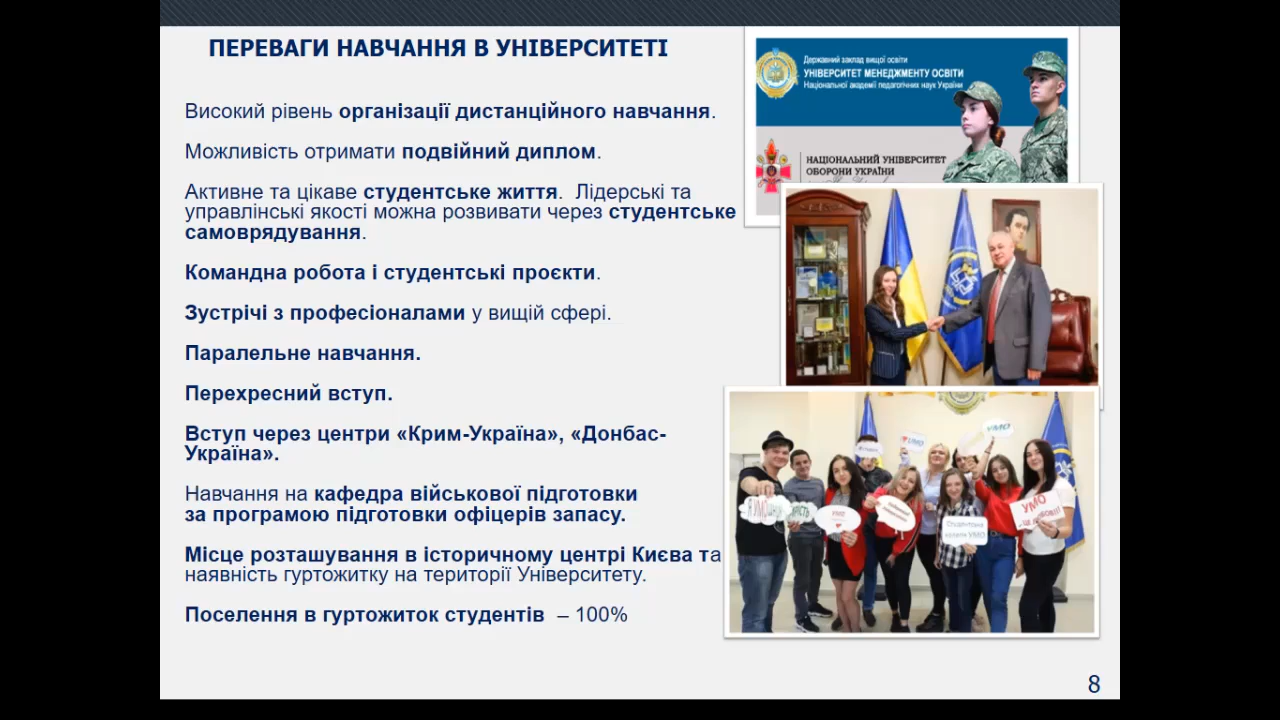 ПЕРЕВАГИ НАВЧАННЯ В УНІВЕРСИТЕТІ
Високий рівень організації дистанційного навчання.
Можливість отримати подвійний диплом.
Активне та цікаве студентське життя. Лідерські та
управлінські якості можна розвивати через студентське
самоврядування.
Командна робота і студентські проєкти.
Зустрічі з професіоналами у вищій сфері.
Паралельне навчання.
Перехресний вступ.
Вступ через центри «Крим-Україна», «Донбас-
Україна».
Навчання на кафедра військової підготовки
за програмою підготовки офіцерів запасу.
Місце розташування в історичному центрі Києва та
наявність гуртожитку на території Університету.
Поселення в гуртожиток студентів – 100%
Державний заклад вищої освіти
УНІВЕРСИТЕТ МЕНЕДЖМЕНТУ ОСВІТИ
Національної академії педагогічних наук України
НАЦІОНАЛЬНИЙ УНІВЕРСИТЕТ
ОБОРОНИ УКРАЇНИ
УМО
УМО
8